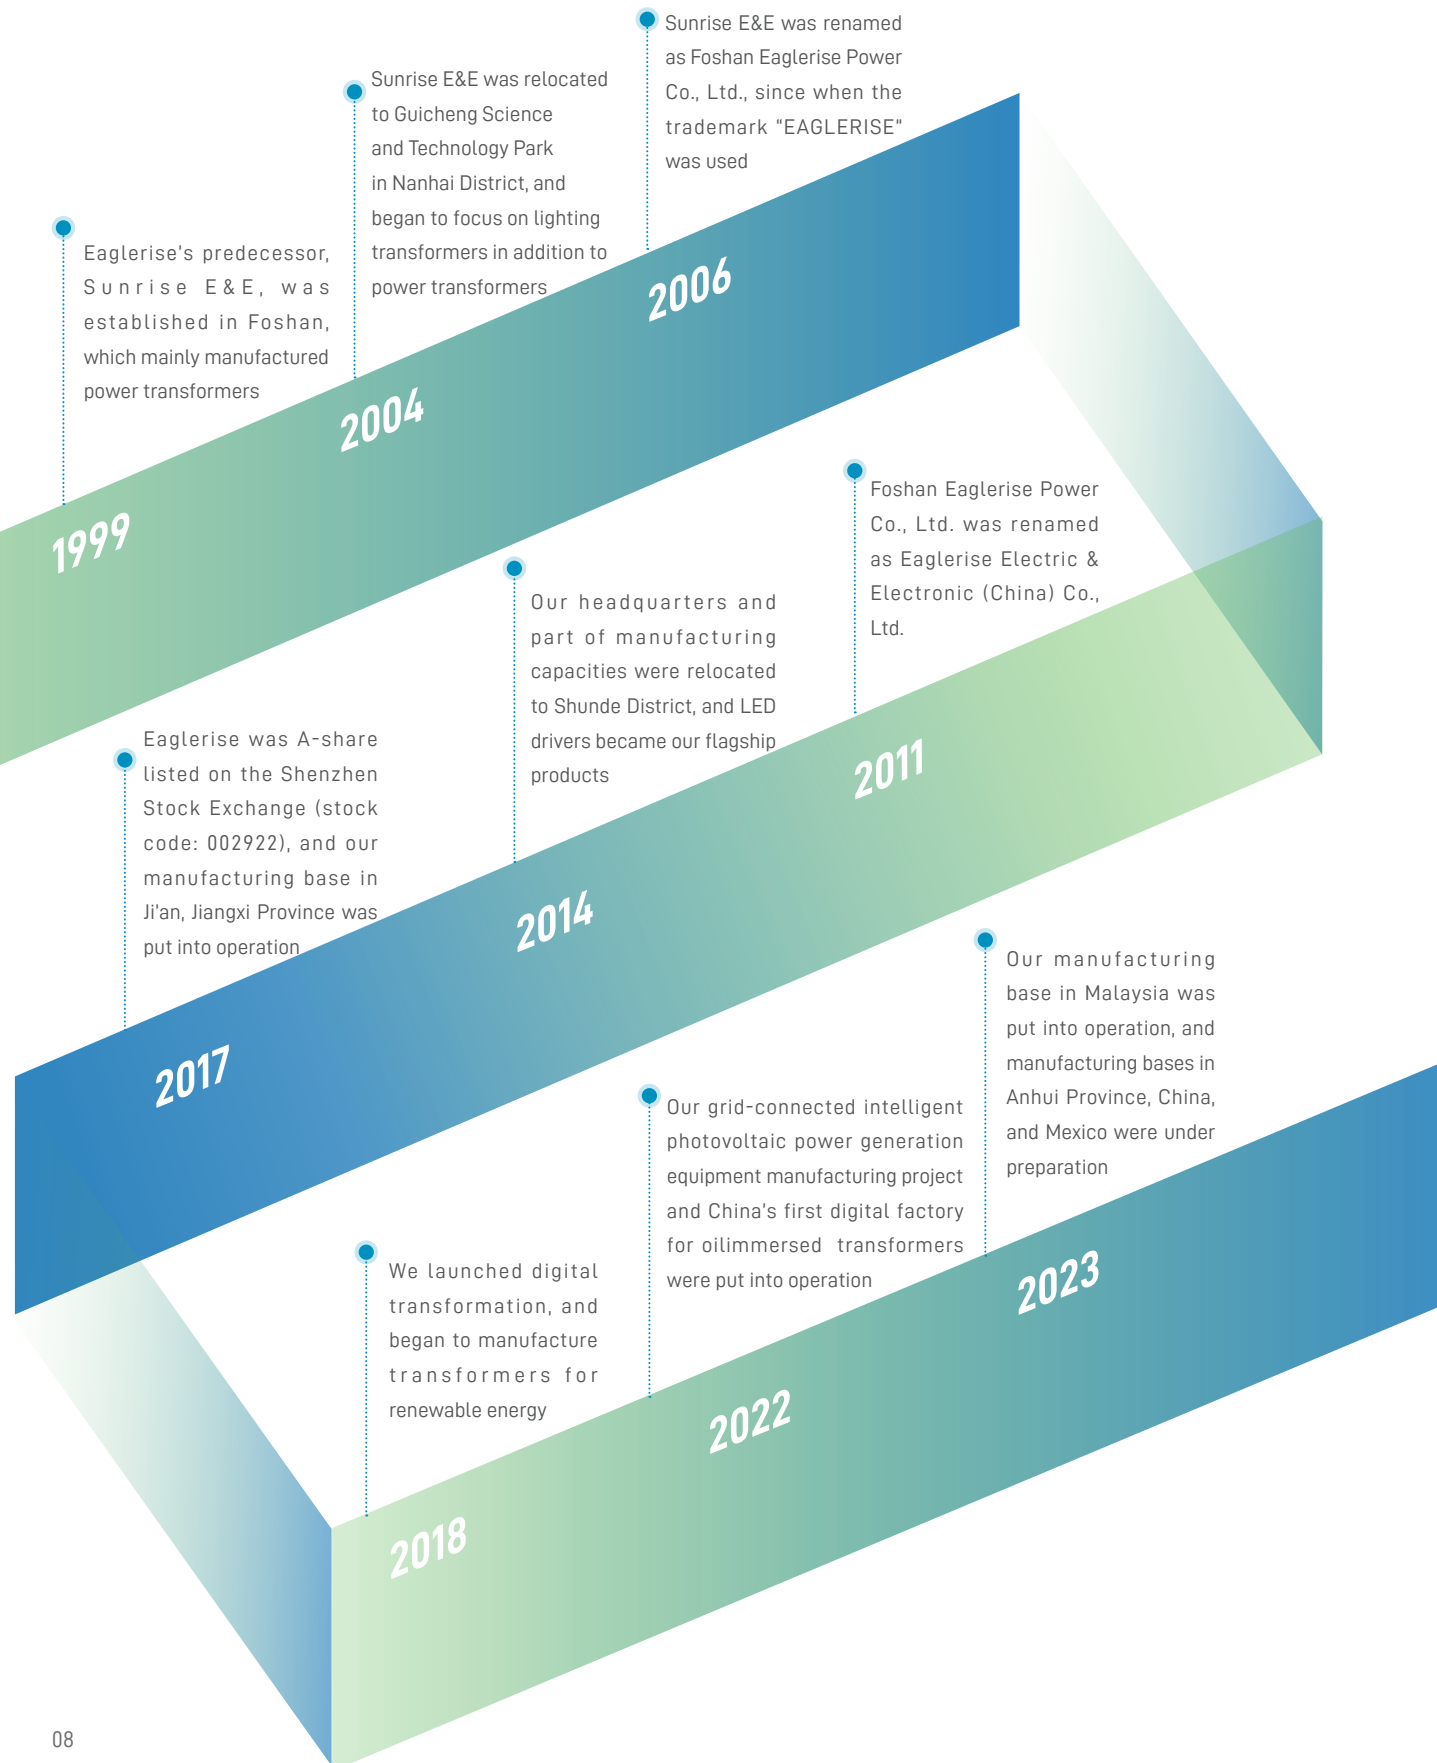 Eaglerise's predecessor,
Sunrise E&E, was
established in Foshan,
which mainly manufactured
power transformers
1999
Sunrise E&E was relocated
to Guicheng Science
and Technology Park
in Nanhai District, and
began to focus on lighting
transformers in addition to
power transformers
2004
Sunrise E&E was renamed
as Foshan Eaglerise Power
Co., Ltd., since when the
trademark “EAGLERISE”
was used
2006
Foshan Eaglerise Power
Co., Ltd. was renamed
as Eaglerise Electric &
Electronic (China) Co.,
Ltd.
2011
Our headquarters and
part of manufacturing
capacities were relocated
to Shunde District, and LED
drivers became our flagship
products
2014
Eaglerise was A-share
listed on the Shenzhen
Stock Exchange (stock
code: 002922), and our
manufacturing base in
Ji'an, Jiangxi Province was
put into operation
2017
We launched digital
transformation, and
began to manufacture
transformers for
renewable energy
2018
Our grid-connected intelligent
photovoltaic power generation
equipment manufacturing project
and China's first digital factory
for oilimmersed transformers
were put into operation
2022
Our manufacturing
base in Malaysia was
put into operation, and
manufacturing bases in
Anhui Province, China,
and Mexico were under
preparation
2023
08